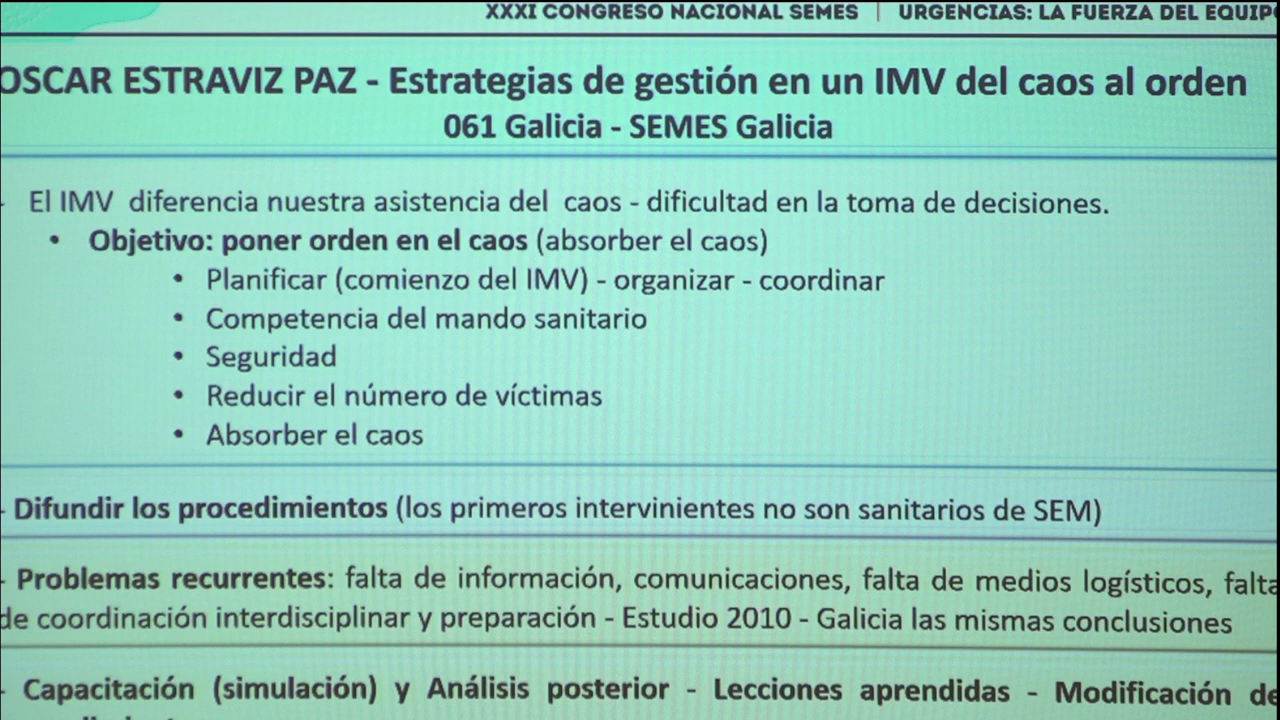 XXXI CONGRESO NACIONAL SEMES | URGENCIAS: LA FUERZA DEL EQUIPO
OSCAR ESTRAVIZ PAZ - Estrategias de gestión en un IMV del caos al orden
061 Galicia - SEMES Galicia
- El IMV diferencia nuestra asistencia del caos - dificultad en la toma de decisiones.
• Objetivo: poner orden en el caos (absorber el caos)
• Planificar (comienzo del IMV) - organizar - coordinar
• Competencia del mando sanitario
• Seguridad
• Reducir el número de víctimas
• Absorber el caos
- Difundir los procedimientos (los primeros intervinientes no son sanitarios de SEM)
- Problemas recurrentes: falta de información, comunicaciones, falta de medios logísticos, falta
de coordinación interdisciplinar y preparación - Estudio 2010 - Galicia las mismas conclusiones
- Capacitación (simulación) y Análisis posterior - Lecciones aprendidas - Modificación de